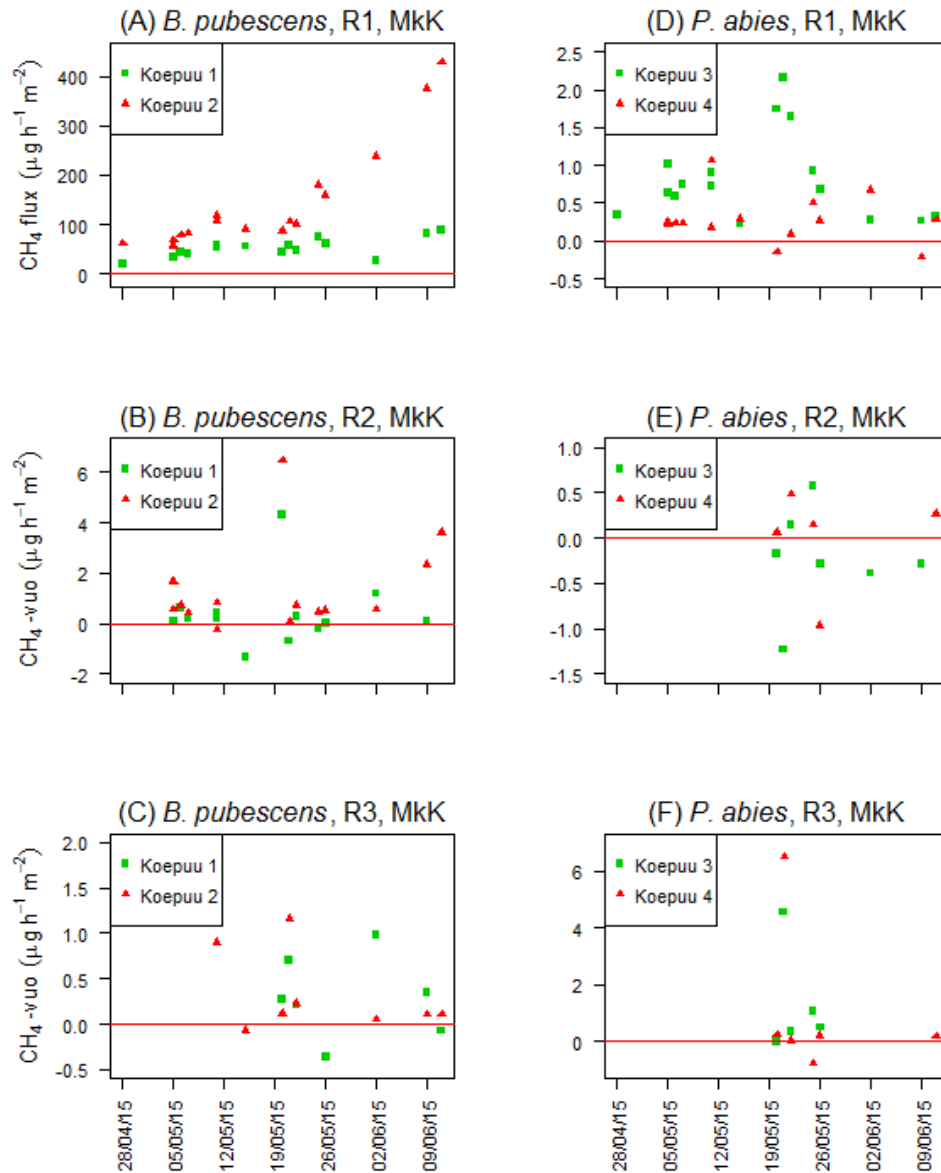 (A) B. pubescens, R1, MkK
CH₄ flux (μg h⁻¹ m⁻²)
400
300
200
100
0
Koepuu 1
Koepuu 2
(D) P. abies, R1, MkK
2.5
2.0
1.5
1.0
0.5
0.0
-0.5
Koepuu 3
Koepuu 4
(B) B. pubescens, R2, MkK
CH₄-vuo (μg h⁻¹ m⁻²)
6
4
2
0
-2
Koepuu 1
Koepuu 2
(E) P. abies, R2, MkK
1.0
0.5
0.0
-0.5
-1.0
-1.5
Koepuu 3
Koepuu 4
(C) B. pubescens, R3, MkK
CH₄-vuo (μg h⁻¹ m⁻²)
2.0
1.5
1.0
0.5
0.0
-0.5
Koepuu 1
Koepuu 2
28/04/15
05/05/15
12/05/15
19/05/15
26/05/15
02/06/15
09/06/15
(F) P. abies, R3, MkK
6
4
2
0
Koepuu 3
Koepuu 4
28/04/15
05/05/15
12/05/15
19/05/15
26/05/15
02/06/15
09/06/15